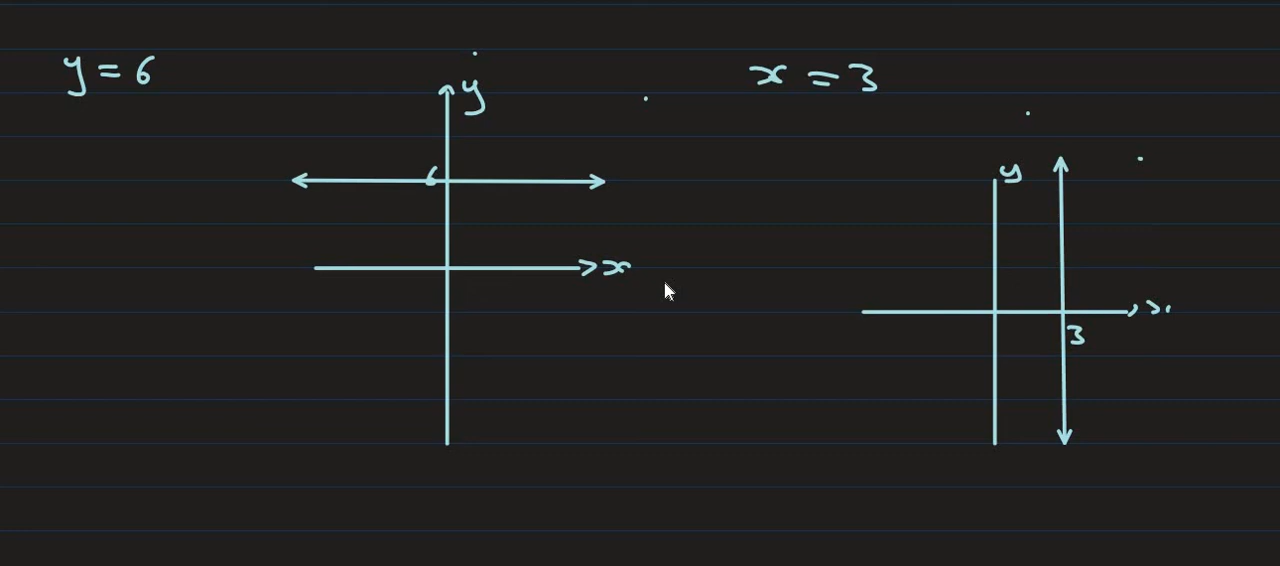 y = 6
x = 3
y
6
x
y
3